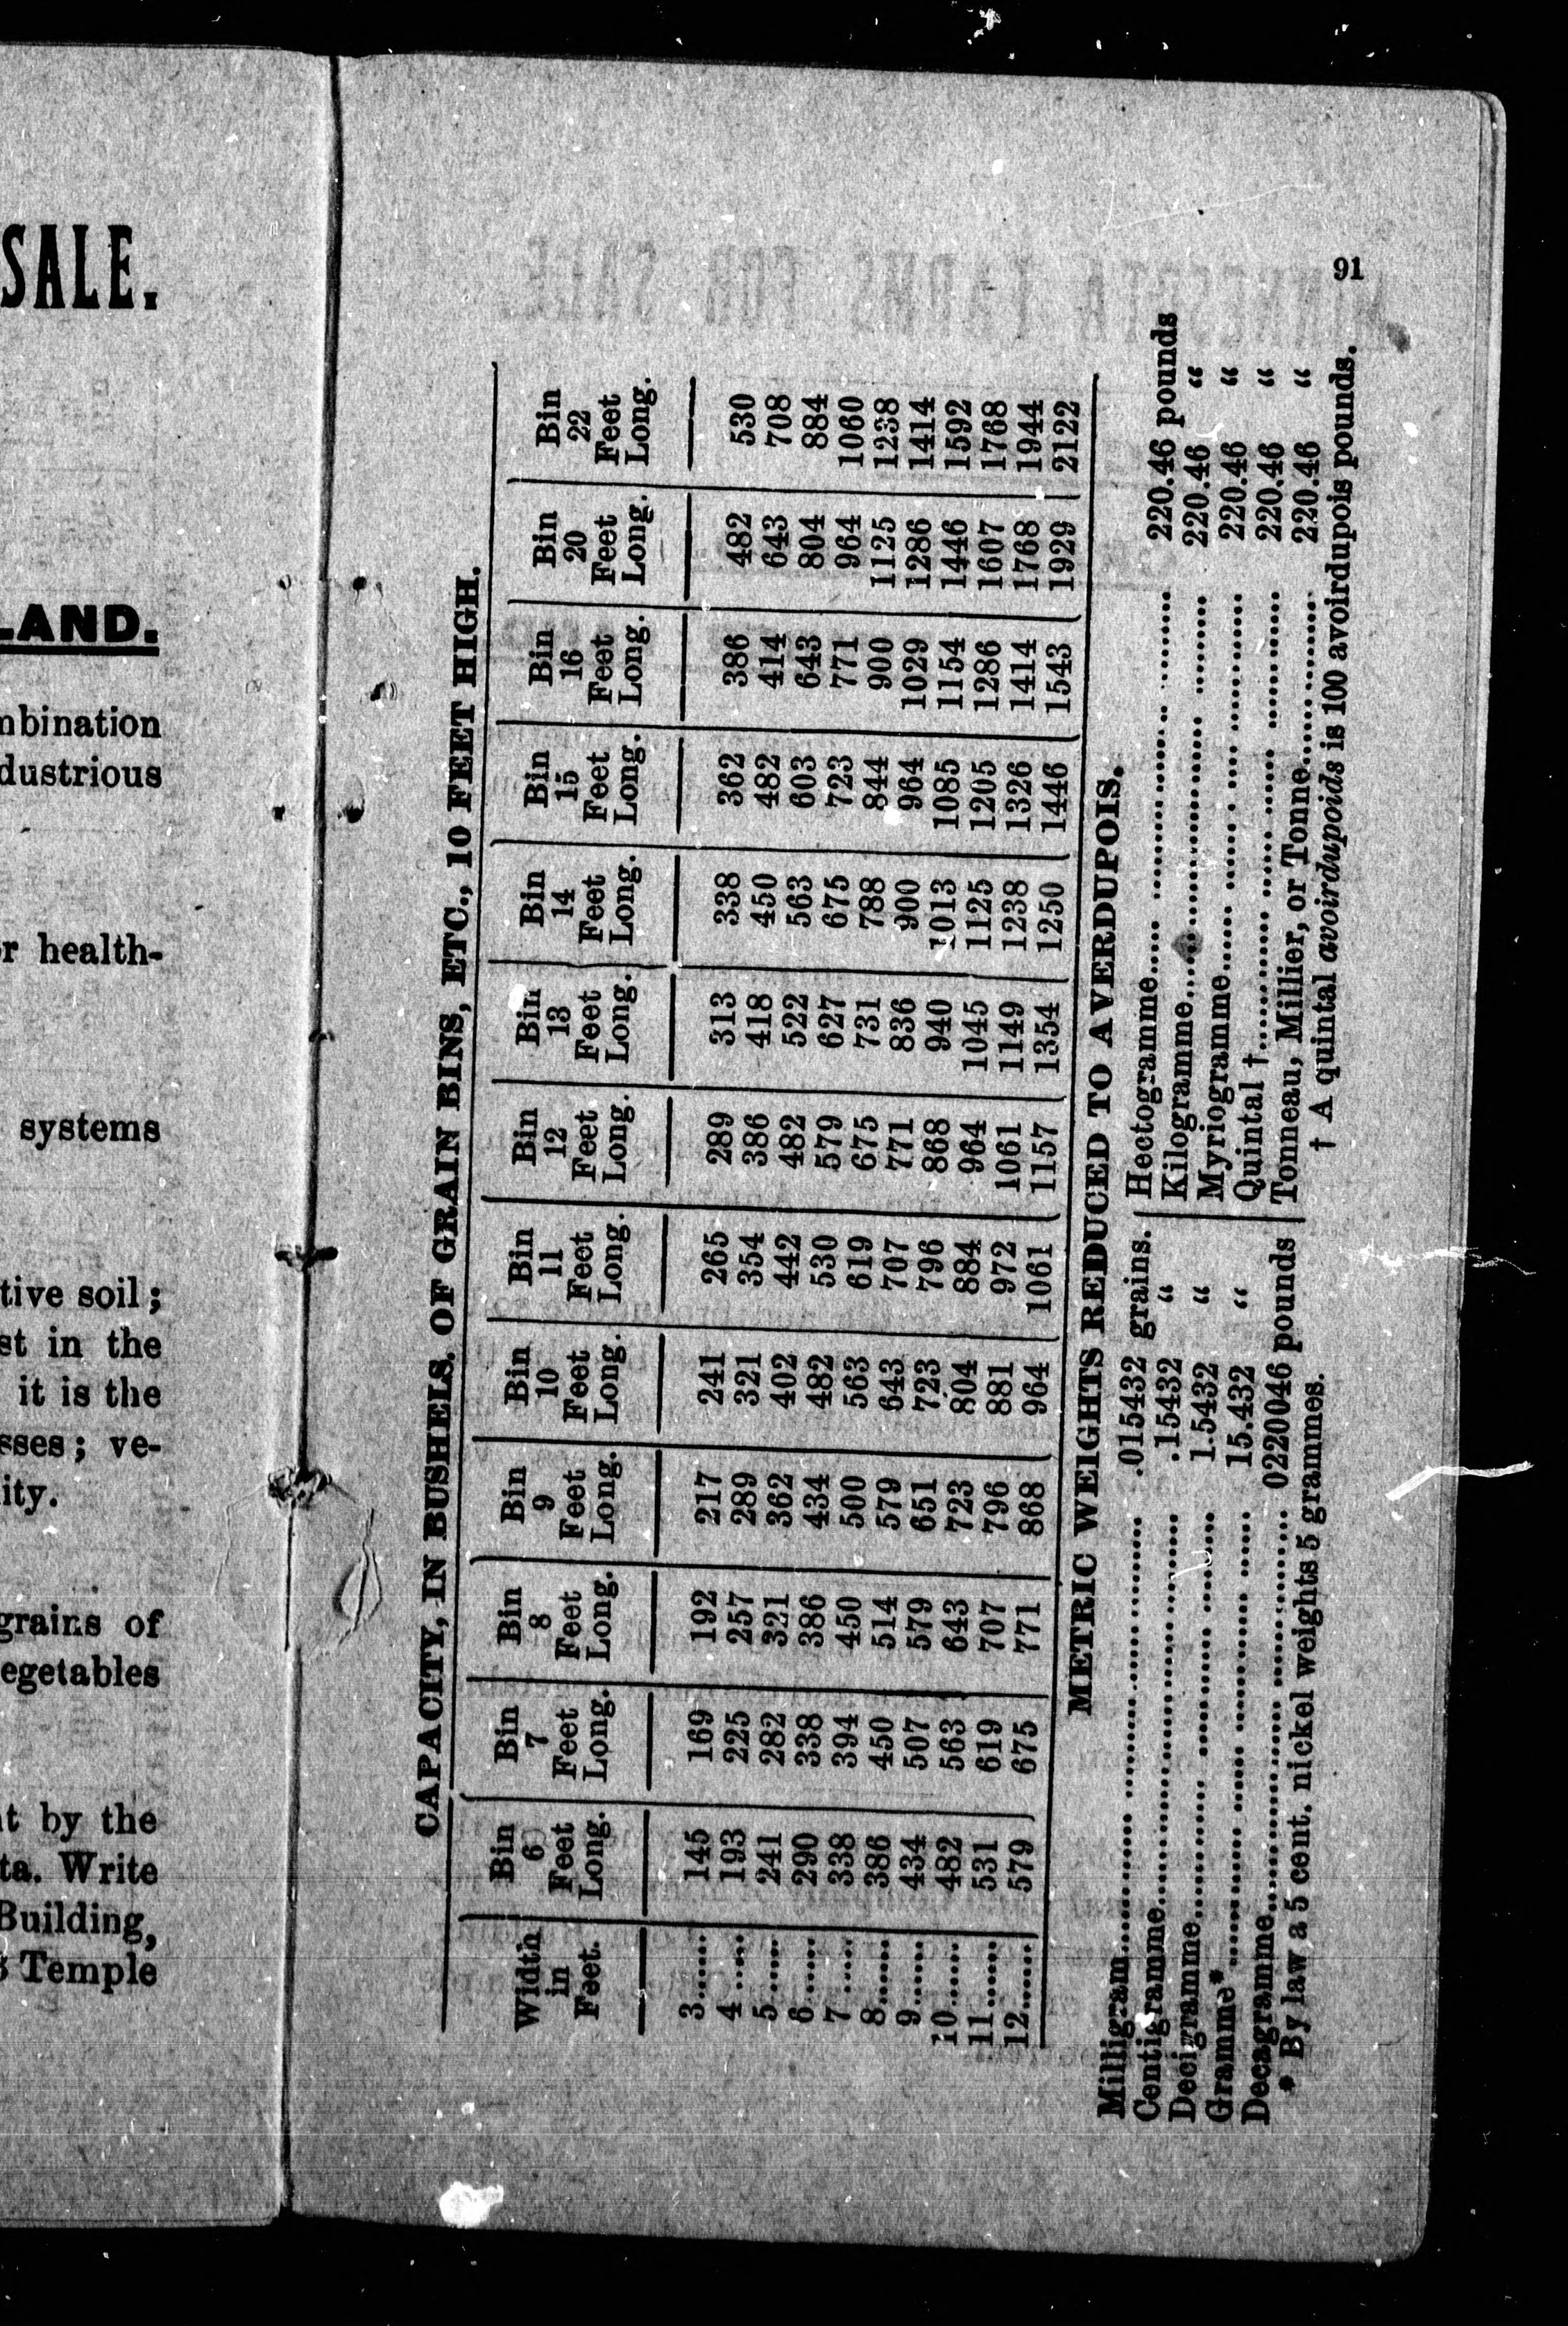 SALE.
LAND.
mbination
dustrious
r health-
systems
tive soil;
st in the
it is the
sses; ve-
ity.
grains of
egetables
t by the
ta. Write
Building,
Temple
91
CAPACITY, IN BUSHELS. OF GRAIN BINS, ETC., 10 FEET HIGH.
Width in Feet. Bin 6 Feet Long. Bin 7 Feet Long. Bin 8 Feet Long. Bin 9 Feet Long. Bin 10 Feet Long. Bin 11 Feet Long. Bin 12 Feet Long. Bin 13 Feet Long. Bin 14 Feet Long. Bin 15 Feet Long. Bin 16 Feet Long. Bin 20 Feet Long. Bin 22 Feet Long.
3...... 145 169 192 217 241 265 289 313 338 362 386 482 530
4...... 193 225 257 289 321 354 386 418 450 482 414 643 708
5...... 241 282 321 362 402 442 482 522 563 603 643 804 884
6...... 290 338 386 434 482 530 579 627 675 723 771 964 1060
7...... 338 394 450 500 563 619 675 731 788 844 900 1125 1238
8...... 386 450 514 579 643 707 771 836 900 964 1029 1286 1414
9...... 434 507 579 651 723 796 868 940 1013 1085 1154 1446 1592
10...... 482 563 643 723 804 884 964 1045 1125 1205 1286 1607 1768
11...... 531 619 707 796 881 972 1061 1149 1238 1326 1414 1768 1944
12...... 579 675 771 868 964 1061 1157 1354 1250 1446 1543 1929 2122
METRIC WEIGHTS REDUCED TO AVERDUPOIS.
Milligram...... .015432 grains.
Centigramme...... .15432 “
Decigramme...... 1.5432 “
Gramme*...... 15.432 “
Decagramme...... 0220046 pounds
* By law a 5 cent. nickel weights 5 grammes.
Hectogramme...... 220.46 pounds
Kilogramme...... 220.46 “
Myriogramme...... 220.46 “
Quintal †...... 220.46 “
Tonneau, Millier, or Tonne...... 220.46 “
† A quintal avoirdupoids is 100 avoirdupois pounds.